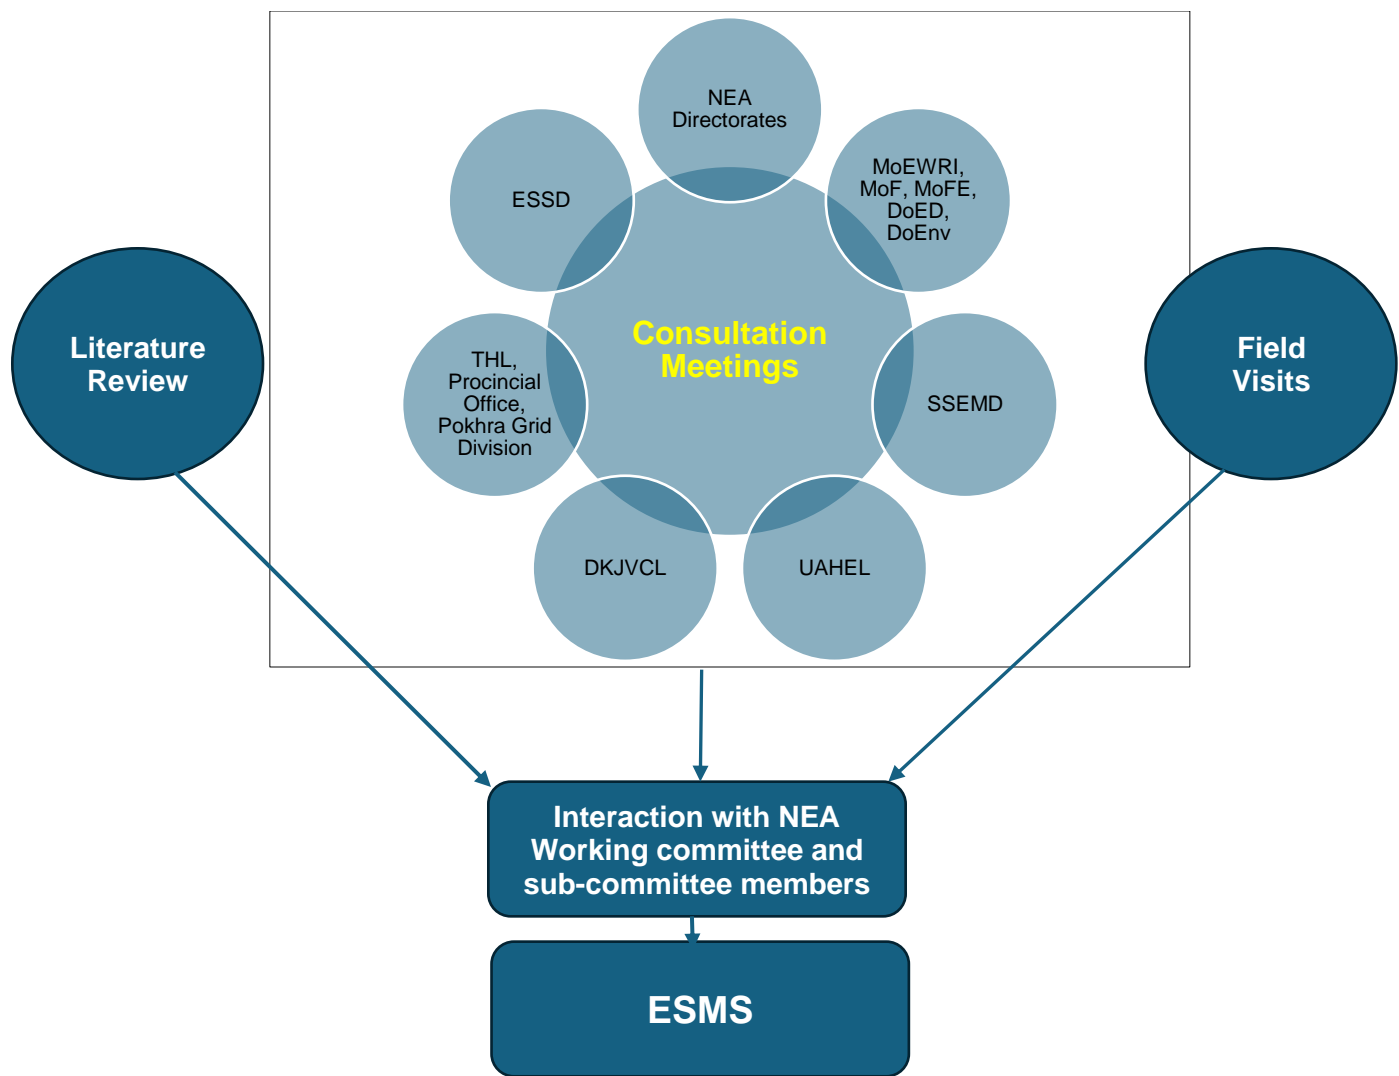 NEA
Directorates
MoEWRI,
MoF, MoFE,
DoED,
DoEnv
ESSD
Literature
Review
Consultation
Meetings
Field
Visits
THL,
Procincial
Office,
Pokhra Grid
Division
SSEMD
DKJVCL
UAHEL
Interaction with NEA
Working committee and
sub-committee members
ESMS